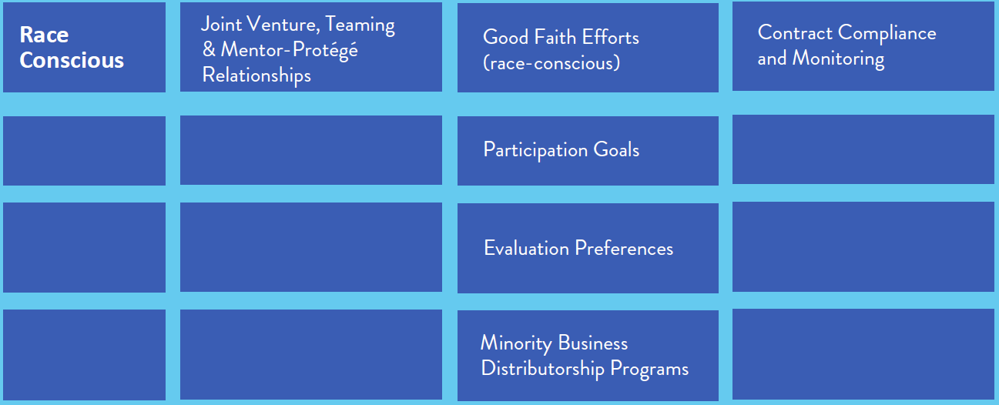 Race
Conscious
Joint Venture, Teaming
& Mentor-Protégé
Relationships
Good Faith Efforts
(race-conscious)
Contract Compliance
and Monitoring
Participation Goals
Evaluation Preferences
Minority Business
Distributorship Programs